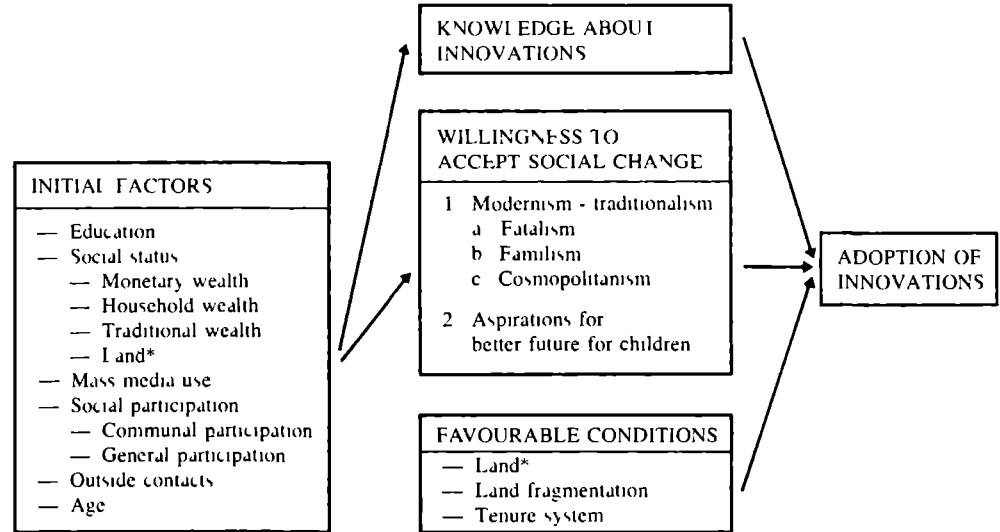 INITIAL FACTORS
— Education
— Social status
— Monetary wealth
— Household wealth
— Traditional wealth
— Land*
— Mass media use
— Social participation
— Communal participation
— General participation
— Outside contacts
— Age
KNOWLEDGE ABOUT
INNOVATIONS
WILLINGNESS TO
ACCEPT SOCIAL CHANGE
1 Modernism - traditionalism
a Fatalism
b Familism
c Cosmopolitanism
2 Aspirations for
better future for children
FAVOURABLE CONDITIONS
— Land*
— Land fragmentation
— Tenure system
ADOPTION OF
INNOVATIONS